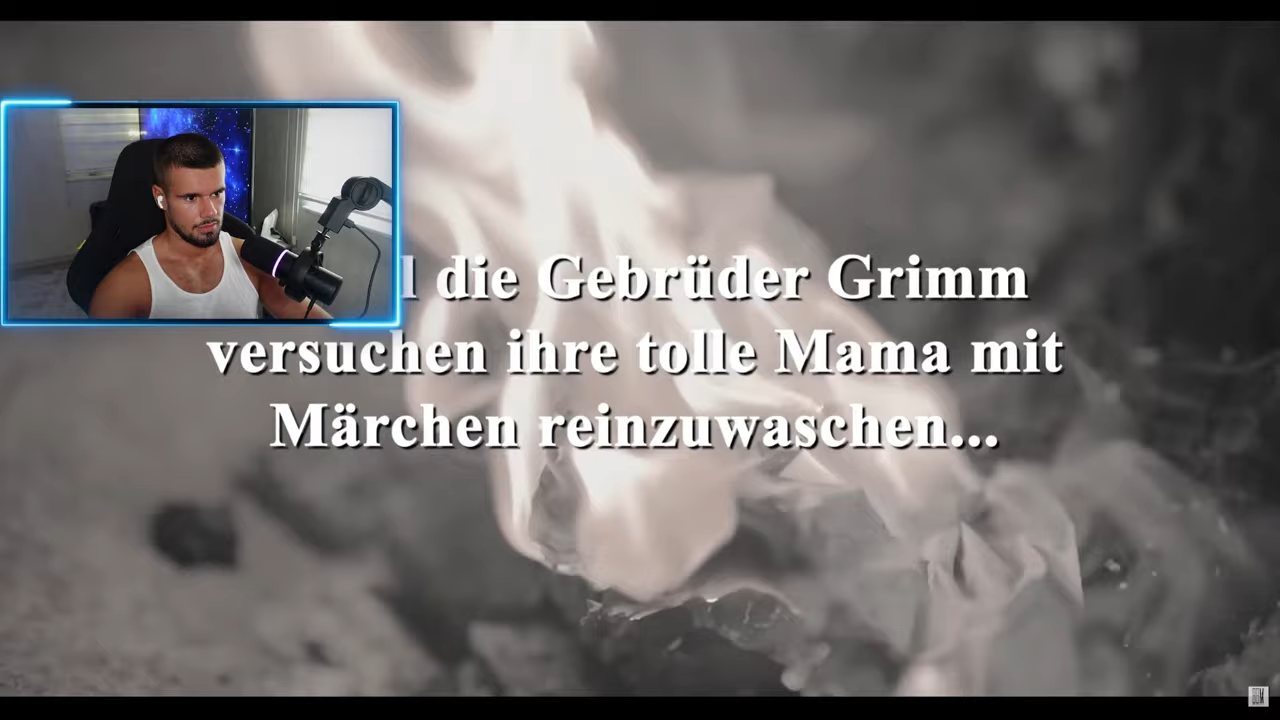 die Gebrüder Grimm
versuchen ihre tolle Mama mit
Märchen reinzuwaschen...